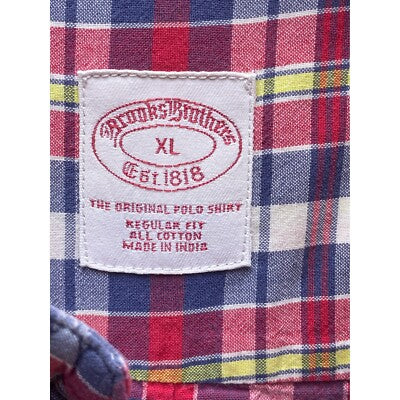 Brooks Brothers
XL
Est. 1818
THE ORIGINAL POLO SHIRT
REGULAR FIT
ALL COTTON
MADE IN INDIA